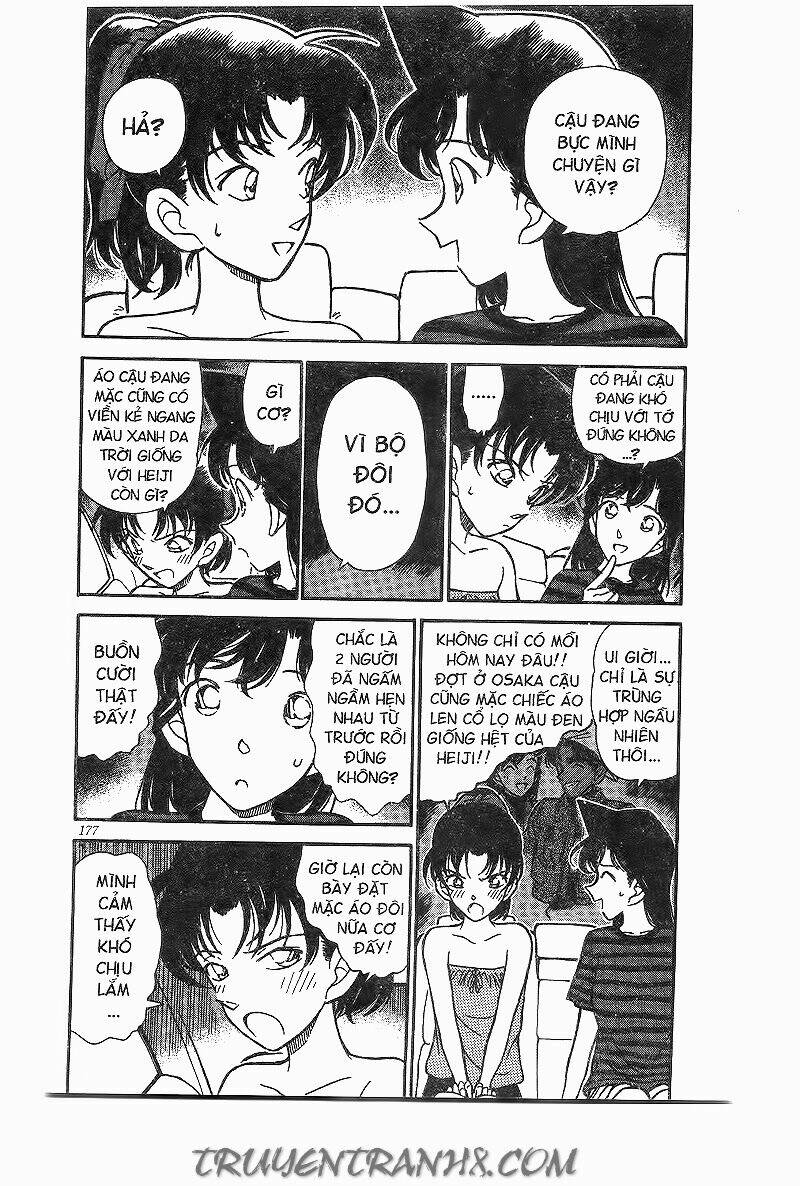 CẬU ĐANG
BỰC MÌNH
CHUYỆN GÌ
VẬY?
HẢ?
CÓ PHẢI CẬU
ĐANG KHÓ
CHỊU VỚI TỚ
ĐÚNG KHÔNG
...?
.....
VÌ BỘ
ĐÔI
ĐÓ...
GÌ
CƠ?
ÁO CẬU ĐANG
MẶC CŨNG CÓ
VIỀN KẺ NGANG
MÀU XANH DA
TRỜI GIỐNG
VỚI HEIJI
CÒN GÌ?
UI GIỜI...
CHỈ LÀ SỰ
TRÙNG
HỢP NGẪU
NHIÊN
THÔI...
KHÔNG CHỈ CÓ MỖI
HÔM NAY ĐÂU!!
ĐỢT Ở OSAKA CẬU
CŨNG MẶC CHIẾC ÁO
LEN CỔ LỌ MÀU ĐEN
GIỐNG HỆT CỦA
HEIJI!!
CHẮC LÀ
2 NGƯỜI
ĐÃ NGẤM
NGẦM HẸN
NHAU TỪ
TRƯỚC RỒI
ĐÚNG
KHÔNG?
BUỒN
CƯỜI
THẬT
ĐẤY!
177
GIỜ LẠI CÒN
BÀY ĐẶT
MẶC ÁO ĐÔI
NỮA CƠ
ĐẤY!
MÌNH
CẢM
THẤY
KHÓ
CHỊU
LẮM
...
TRUYENTRANH8.COM